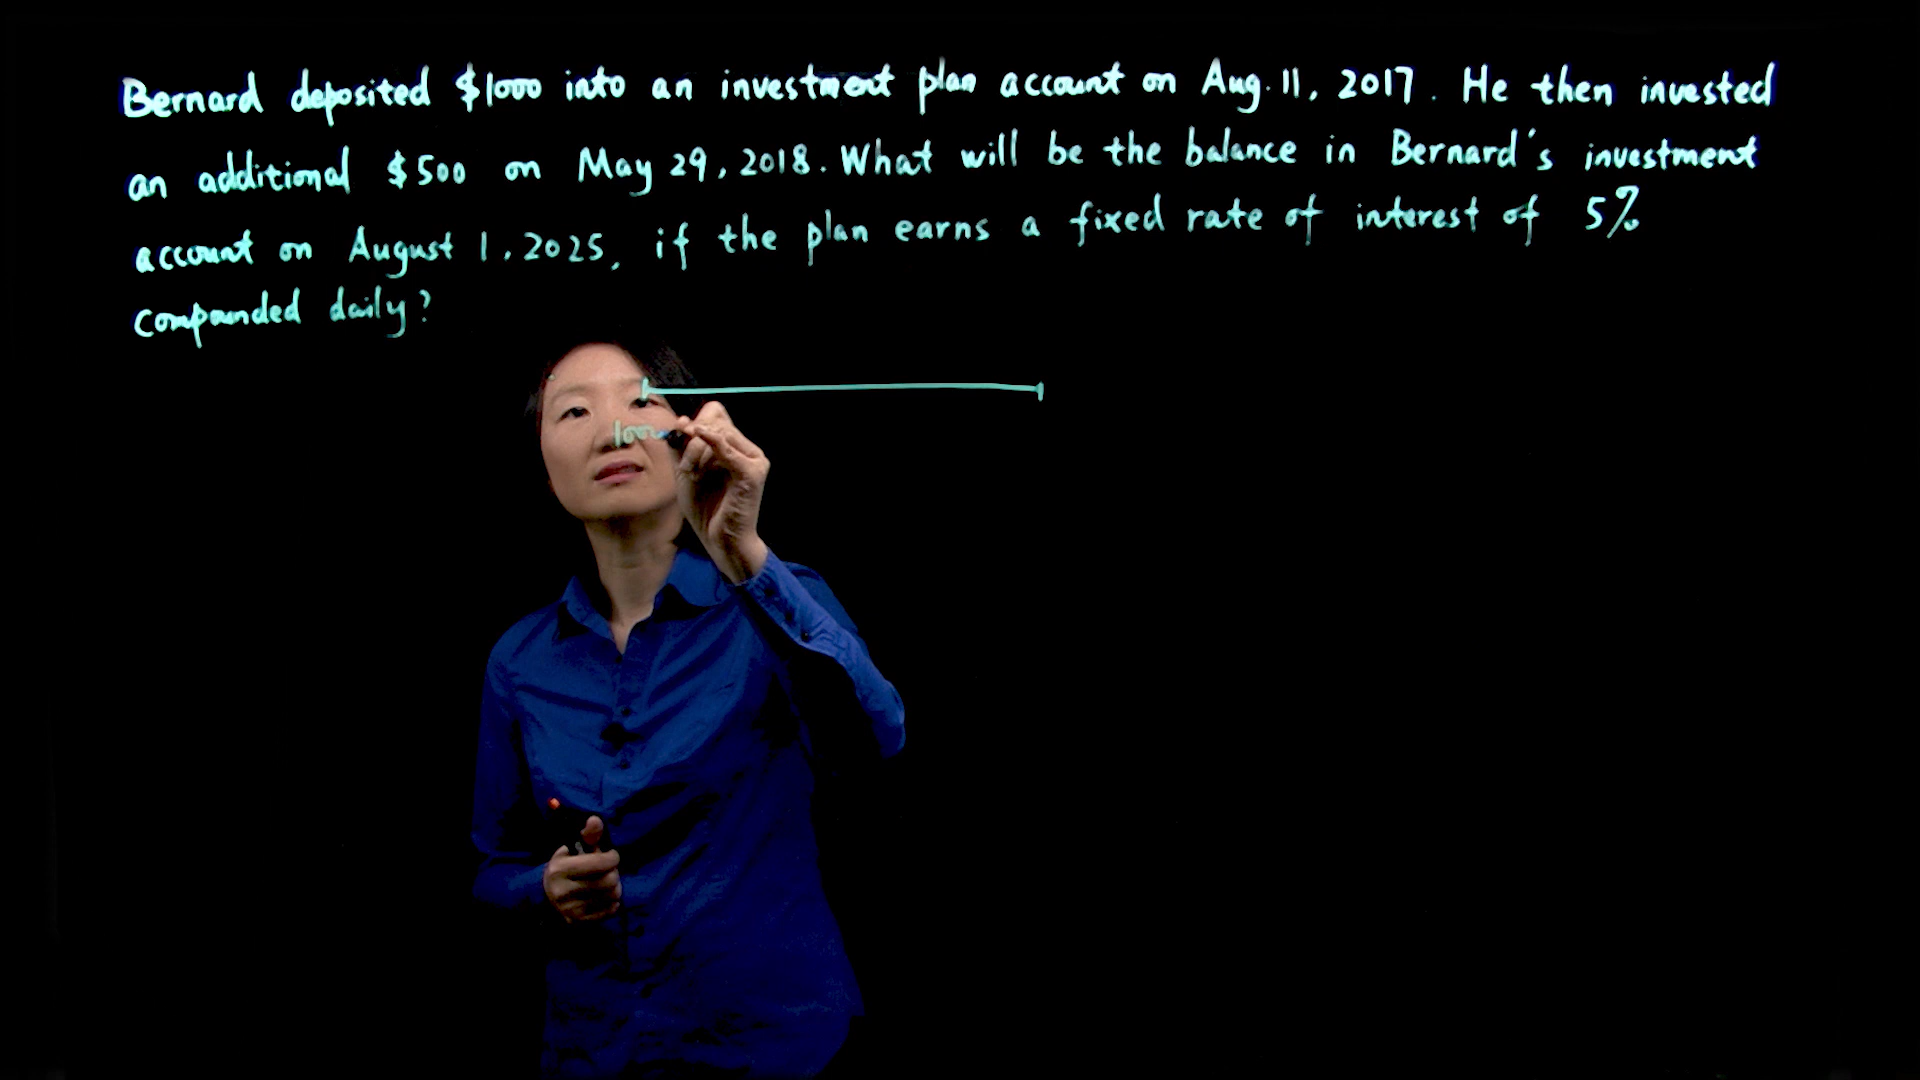 Bernard deposited $1000 into an investment plan account on Aug. 11, 2017. He then invested
an additional $500 on May 29, 2018. What will be the balance in Bernard's investment
account on August 1, 2025, if the plan earns a fixed rate of interest of 5%
compounded daily?
1000